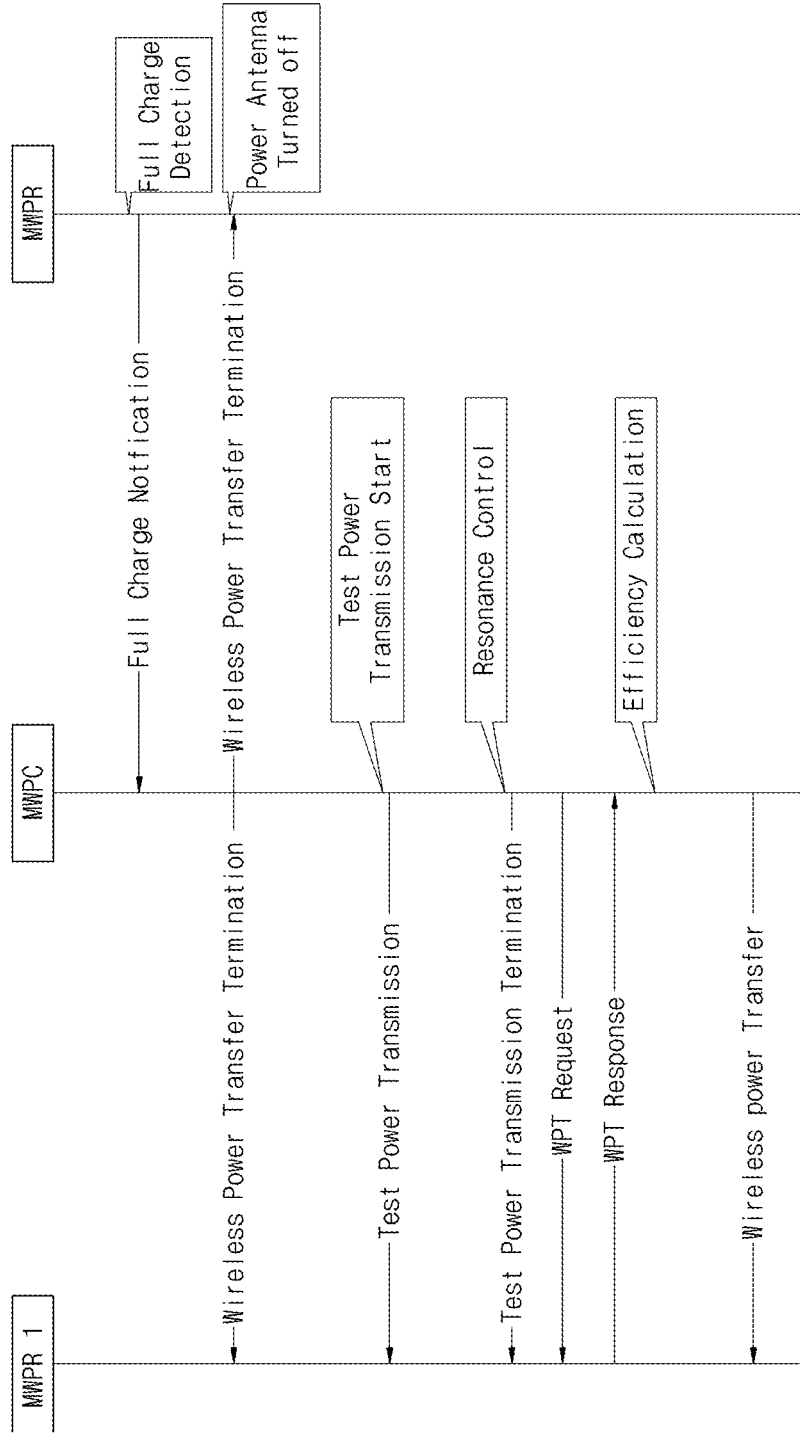 MWPR 1
MWPC
MWPR
Full Charge
Detection
Full Charge Notfication
Wireless Power Transfer Termination
Wireless Power Transfer Termination
Power Antenna
Turned off
Test Power
Transmission Start
Test Power Transmission
Resonance Control
Test Power Transmission Termination
WPT Request
WPT Response
Efficiency Calculation
Wireless power Transfer